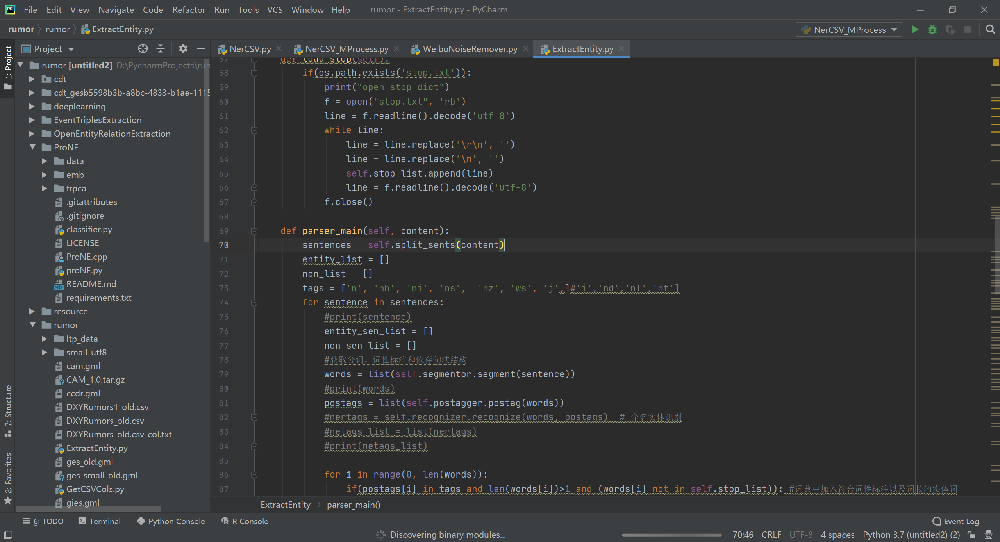 File Edit View Navigate Code Refactor Run Tools VCS Window Help rumor - ExtractEntity.py - PyCharm
rumor rumor ExtractEntity.py NerCSV_MProcess
1: Project
Project
NerCSV.py NerCSV_MProcess.py WeiboNoiseRemover.py ExtractEntity.py
rumor [untitled2] D:\PycharmProjects\rum
cdt
cdt_gesb5598b3b-a8bc-4833-b1ae-1115
deeplearning
EventTriplesExtraction
OpenEntityRelationExtraction
ProNE
data
emb
frpca
.gitattributes
.gitignore
classifier.py
LICENSE
ProNE.cpp
proNE.py
README.md
requirements.txt
resource
rumor
ltp_data
small_utf8
cam.gml
CAM_1.0.tar.gz
ccdr.gml
DXYRumors1_old.csv
DXYRumors_old.csv
DXYRumors_old.csv_col.txt
ExtractEntity.py
ges_old.gml
ges_small_old.gml
GetCSVCols.py
gies.gml
7: Structure
2: Favorites
57 def load_stop(self):
58 if(os.path.exists('stop.txt')):
59 print("open stop dict")
60 f = open("stop.txt", 'rb')
61 line = f.readline().decode('utf-8')
62 while line:
63 line = line.replace('\r\n', '')
64 line = line.replace('\n', '')
65 self.stop_list.append(line)
66 line = f.readline().decode('utf-8')
67 f.close()
68
69 def parser_main(self, content):
70 sentences = self.split_sents(content)
71 entity_list = []
72 non_list = []
73 tags = ['n', 'nh', 'ni', 'ns',  'nz', 'ws', 'j',]#'i','nd','nl','nt']
74 for sentence in sentences:
75 #print(sentence)
76 entity_sen_list = []
77 non_sen_list = []
78 #获取分词，词性标注和依存句法结构
79 words = list(self.segmentor.segment(sentence))
80 #print(words)
81 postags = list(self.postagger.postag(words))
82 #nertags = self.recognizer.recognize(words, postags)  # 命名实体识别
83 #netags_list = list(nertags)
84 #print(netags_list)
85
86 for i in range(0, len(words)):
87 if(postags[i] in tags and len(words[i])>1 and (words[i] not in self.stop_list)): #词典中加入符合词性标注以及词长的实体词
ExtractEntity parser_main()
6: TODO Terminal Python Console R Console Event Log
Discovering binary modules... 70:46 CRLF UTF-8 4 spaces Python 3.7 (untitled2) (2)